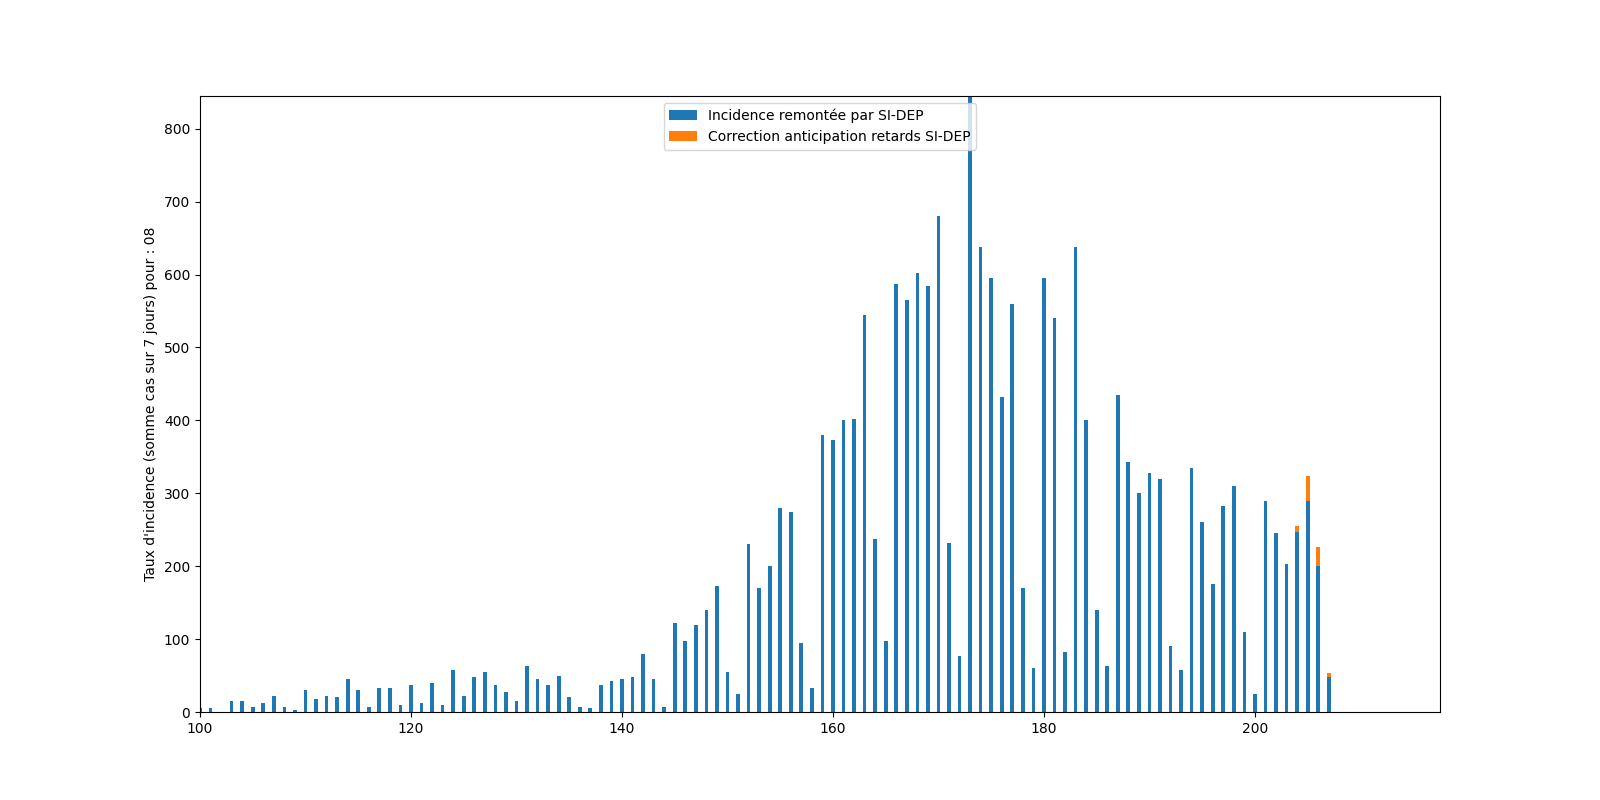 Incidence remontée par SI-DEP
Correction anticipation retards SI-DEP
Taux d'incidence (somme cas sur 7 jours) pour : 08
800
700
600
500
400
300
200
100
0
100 120 140 160 180 200